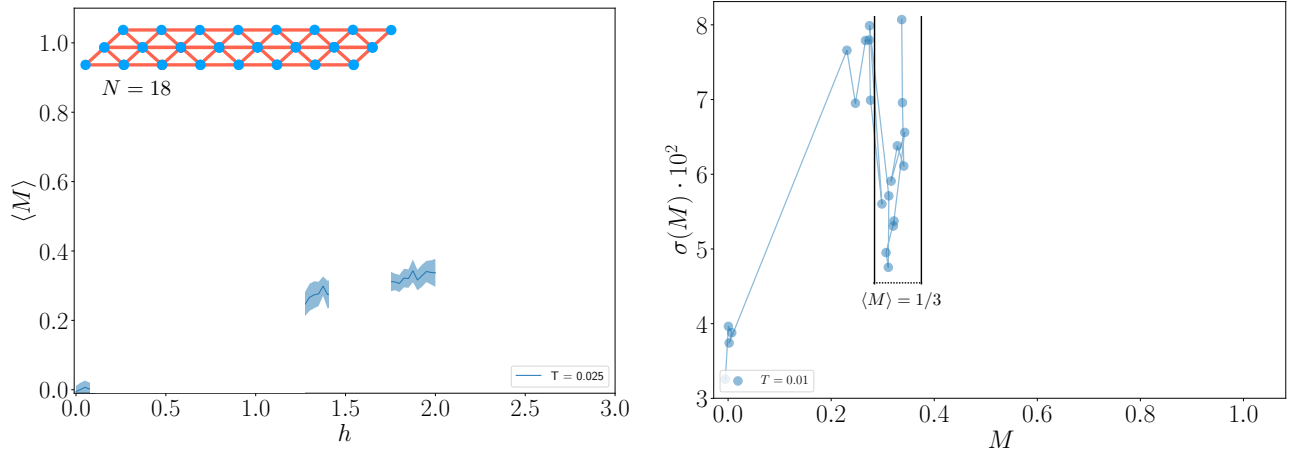 1.0
0.8
0.6
0.4
0.2
0.0
⟨M⟩
N = 18
T = 0.025
0.0 0.5 1.0 1.5 2.0 2.5 3.0
h
8
7
6
5
4
3
σ(M) · 10²
⟨M⟩ = 1/3
T = 0.01
0.0 0.2 0.4 0.6 0.8 1.0
M